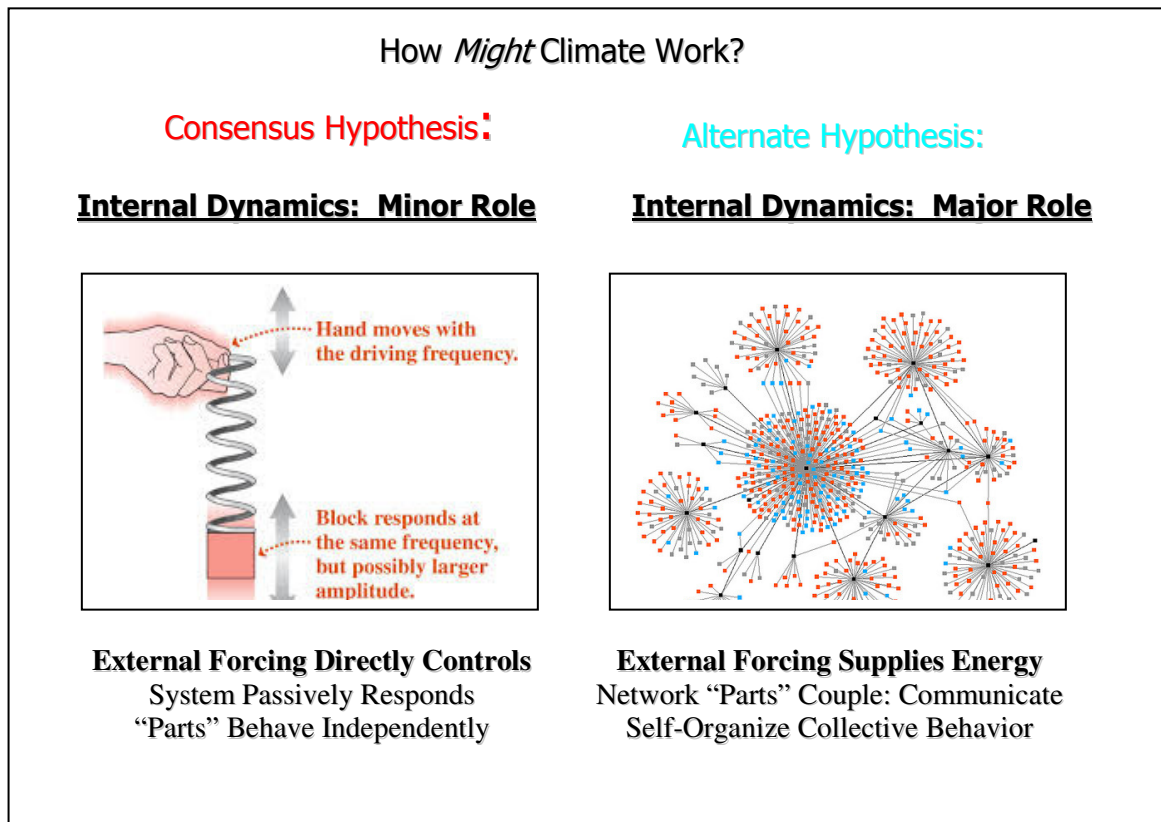 How Might Climate Work?
Consensus Hypothesis:
Internal Dynamics: Minor Role
Hand moves with
the driving frequency.
Block responds at
the same frequency,
but possibly larger
amplitude.
External Forcing Directly Controls
System Passively Responds
“Parts” Behave Independently
Alternate Hypothesis:
Internal Dynamics: Major Role
External Forcing Supplies Energy
Network “Parts” Couple: Communicate
Self-Organize Collective Behavior